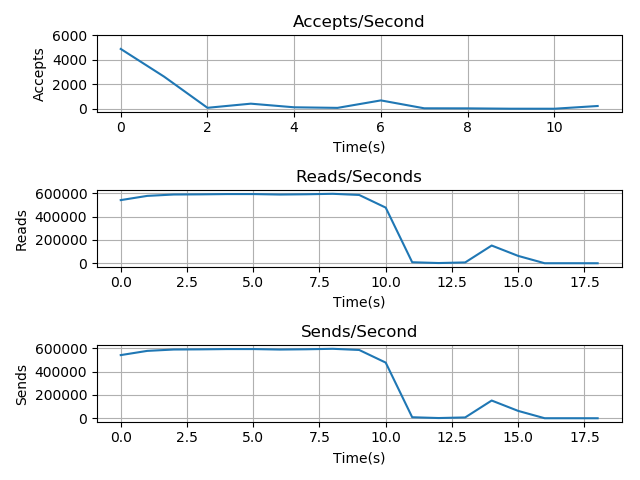 Accepts/Second
6000
4000
2000
0
Accepts
0 2 4 6 8 10
Time(s)
Reads/Seconds
600000
400000
200000
0
Reads
0.0 2.5 5.0 7.5 10.0 12.5 15.0 17.5
Time(s)
Sends/Second
600000
400000
200000
0
Sends
0.0 2.5 5.0 7.5 10.0 12.5 15.0 17.5
Time(s)